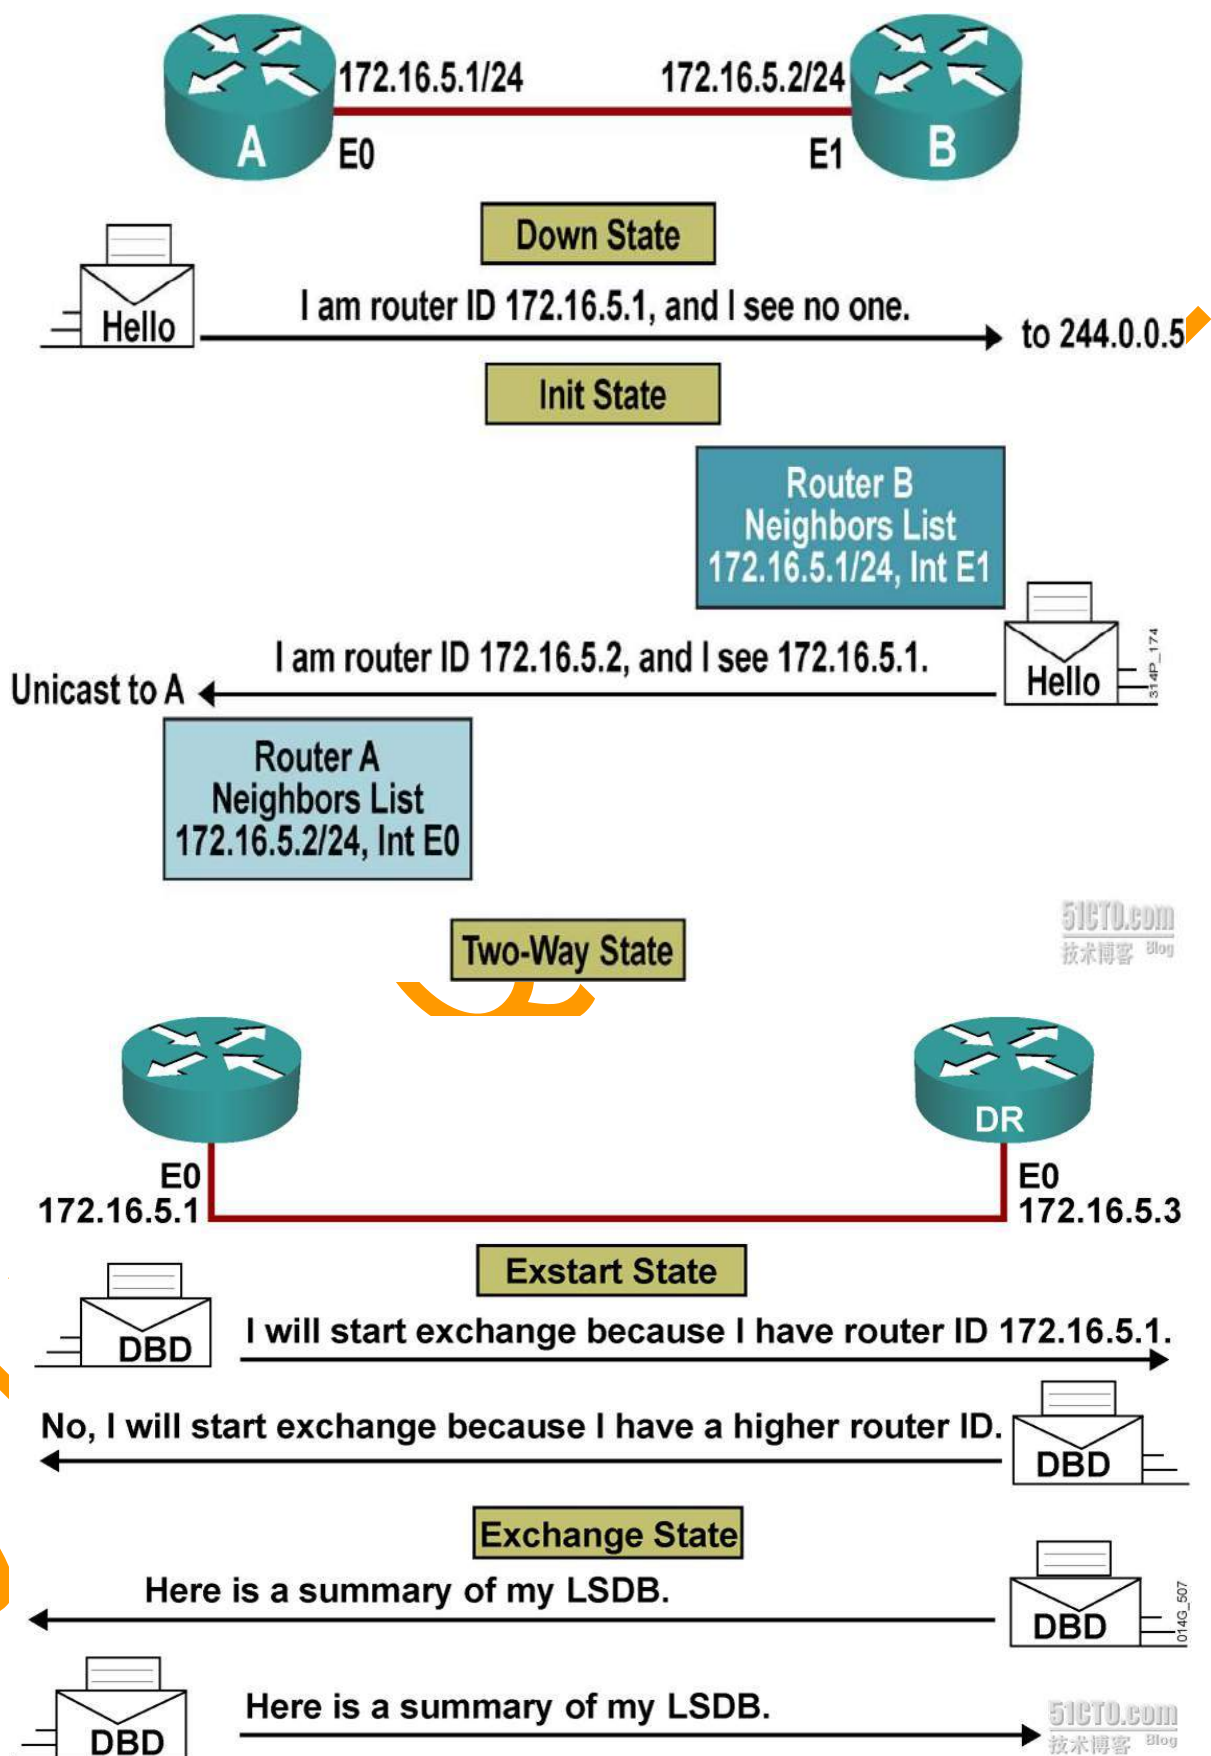 172.16.5.1/24
172.16.5.2/24
A
E0
E1
B
Down State
Hello
I am router ID 172.16.5.1, and I see no one.
to 244.0.0.5
Init State
Router B
Neighbors List
172.16.5.1/24, Int E1
I am router ID 172.16.5.2, and I see 172.16.5.1.
Hello
314P_174
Unicast to A
Router A
Neighbors List
172.16.5.2/24, Int E0
51CTO.com
技术博客 Blog
Two-Way State
DR
E0
172.16.5.1
E0
172.16.5.3
Exstart State
DBD
I will start exchange because I have router ID 172.16.5.1.
No, I will start exchange because I have a higher router ID.
DBD
Exchange State
Here is a summary of my LSDB.
DBD
014G_507
DBD
Here is a summary of my LSDB.
51CTO.com
技术博客 Blog